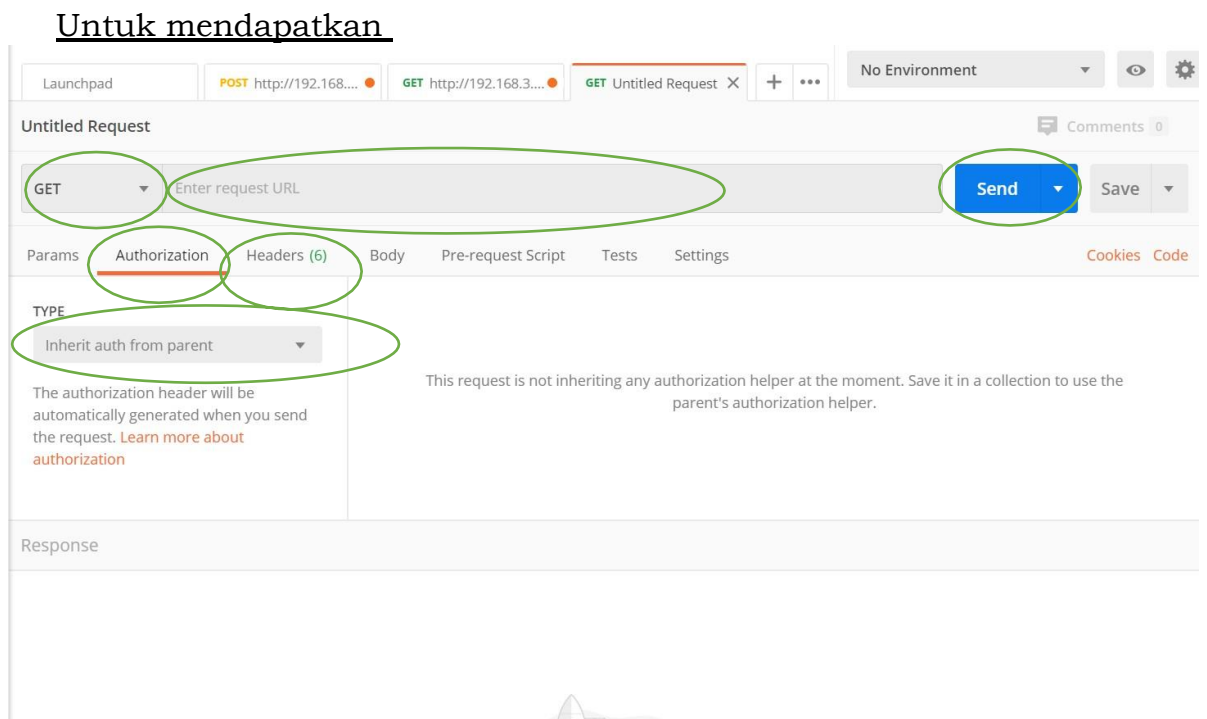 Untuk mendapatkan
Launchpad POST http://192.168.... GET http://192.168.3.... GET Untitled Request X + ••• No Environment
Untitled Request Comments 0
GET Enter request URL Send Save
Params Authorization Headers (6) Body Pre-request Script Tests Settings Cookies Code
TYPE
Inherit auth from parent
The authorization header will be
automatically generated when you send
the request. Learn more about
authorization
This request is not inheriting any authorization helper at the moment. Save it in a collection to use the
parent's authorization helper.
Response